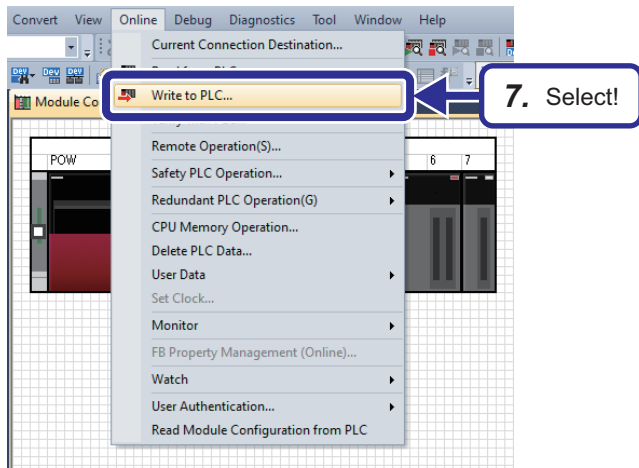 Convert View Online Debug Diagnostics Tool Window Help
Current Connection Destination...
Write to PLC...
7. Select!
Module Co
Remote Operation(S)...
POW 6 7
Safety PLC Operation...
Redundant PLC Operation(G)
CPU Memory Operation...
Delete PLC Data...
User Data
Set Clock...
Monitor
FB Property Management (Online)...
Watch
User Authentication...
Read Module Configuration from PLC